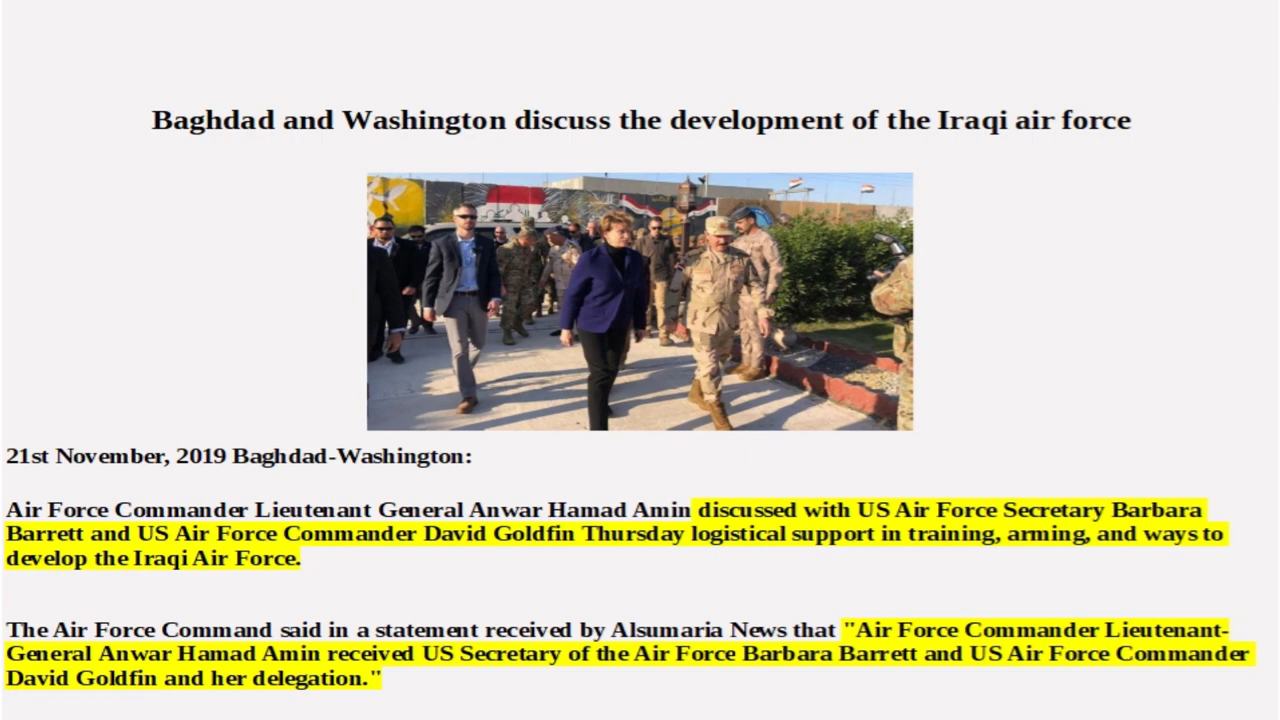 Baghdad and Washington discuss the development of the Iraqi air force
21st November, 2019 Baghdad-Washington:
Air Force Commander Lieutenant General Anwar Hamad Amin discussed with US Air Force Secretary Barbara
Barrett and US Air Force Commander David Goldfin Thursday logistical support in training, arming, and ways to
develop the Iraqi Air Force.
The Air Force Command said in a statement received by Alsumaria News that "Air Force Commander Lieutenant-
General Anwar Hamad Amin received US Secretary of the Air Force Barbara Barrett and US Air Force Commander
David Goldfin and her delegation."